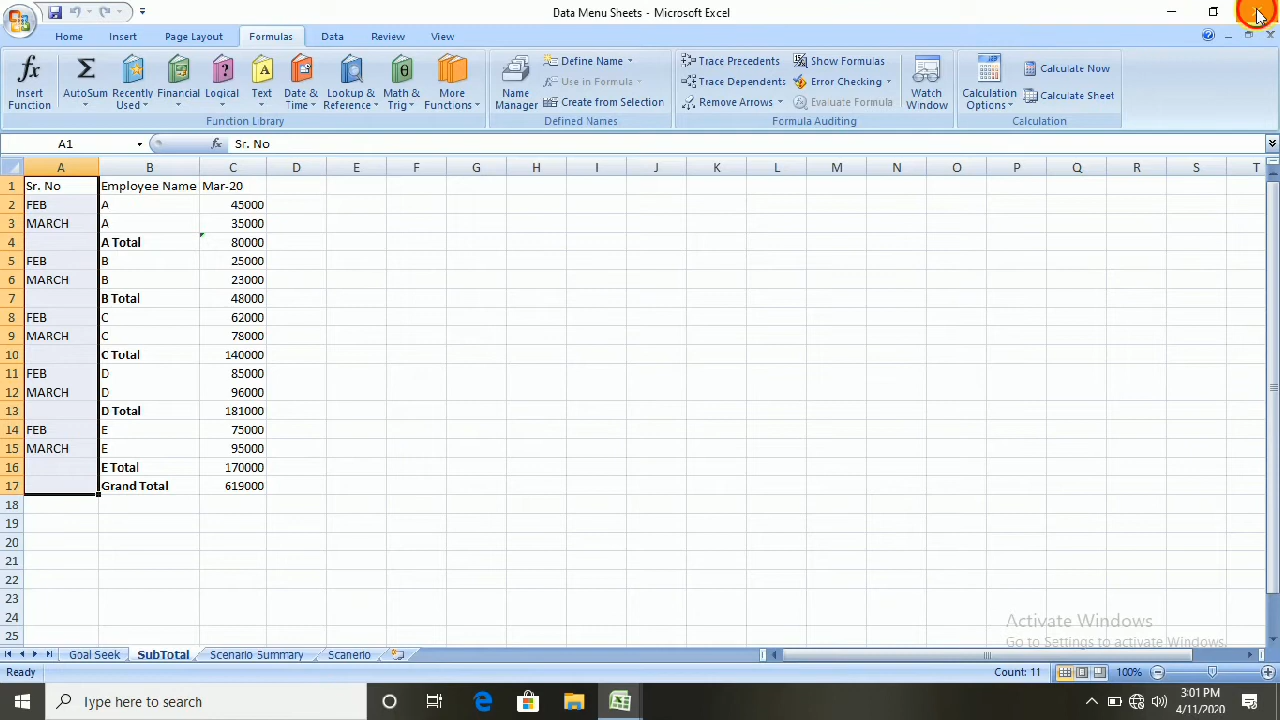 Data Menu Sheets - Microsoft Excel
Home Insert Page Layout Formulas Data Review View
Insert Function
AutoSum
Recently Used
Financial
Logical
Text
Date & Time
Lookup & Reference
Math & Trig
More Functions
Function Library
Name Manager
Define Name
Use in Formula
Create from Selection
Defined Names
Trace Precedents
Trace Dependents
Remove Arrows
Show Formulas
Error Checking
Evaluate Formula
Formula Auditing
Watch Window
Calculation Options
Calculate Now
Calculate Sheet
Calculation
A1 fx Sr. No
A B C D E F G H I J K L M N O P Q R S T
1 Sr. No Employee Name Mar-20
2 FEB A 45000
3 MARCH A 35000
4 A Total 80000
5 FEB B 25000
6 MARCH B 23000
7 B Total 48000
8 FEB C 62000
9 MARCH C 78000
10 C Total 140000
11 FEB D 85000
12 MARCH D 96000
13 D Total 181000
14 FEB E 75000
15 MARCH E 95000
16 E Total 170000
17 Grand Total 619000
18
19
20
21
22
23
24
25
Activate Windows
Go to Settings to activate Windows.
Goal Seek SubTotal Scenario Summary Scanerio
Ready Count: 11 100%
Type here to search
3:01 PM
4/11/2020